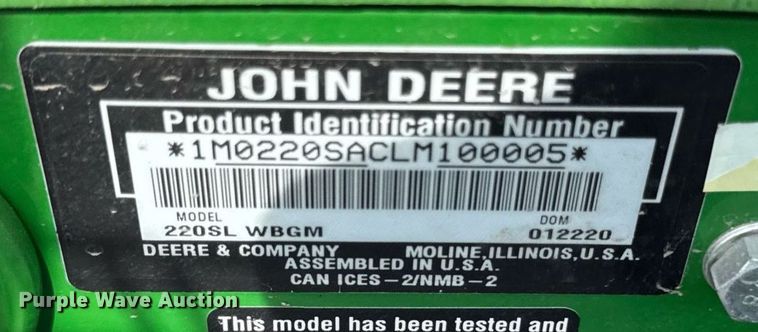 JOHN DEERE
Product Identification Number
*1M0220SACLM100005*
MODEL DOM
220SL WBGM 012220
DEERE & COMPANY MOLINE, ILLINOIS, U.S.A.
ASSEMBLED IN U.S.A.
CAN ICES-2/NMB-2
Purple Wave Auction
This model has been tested and